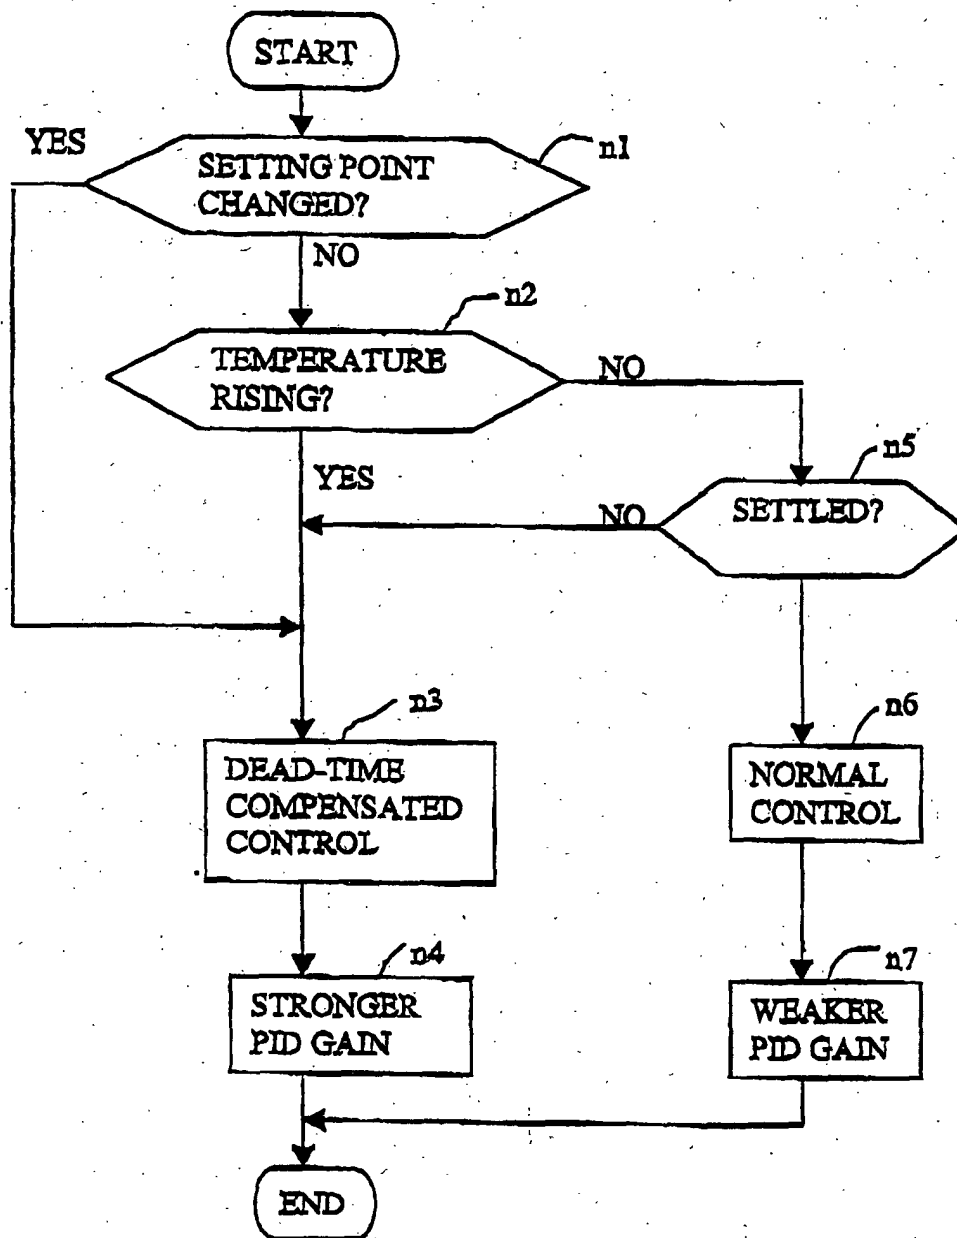 START
YES
n1
SETTING POINT
CHANGED?
NO
n2
TEMPERATURE
RISING?
NO
n5
YES
NO
SETTLED?
n3
n6
DEAD-TIME
COMPENSATED
CONTROL
NORMAL
CONTROL
n4
n7
STRONGER
PID GAIN
WEAKER
PID GAIN
END